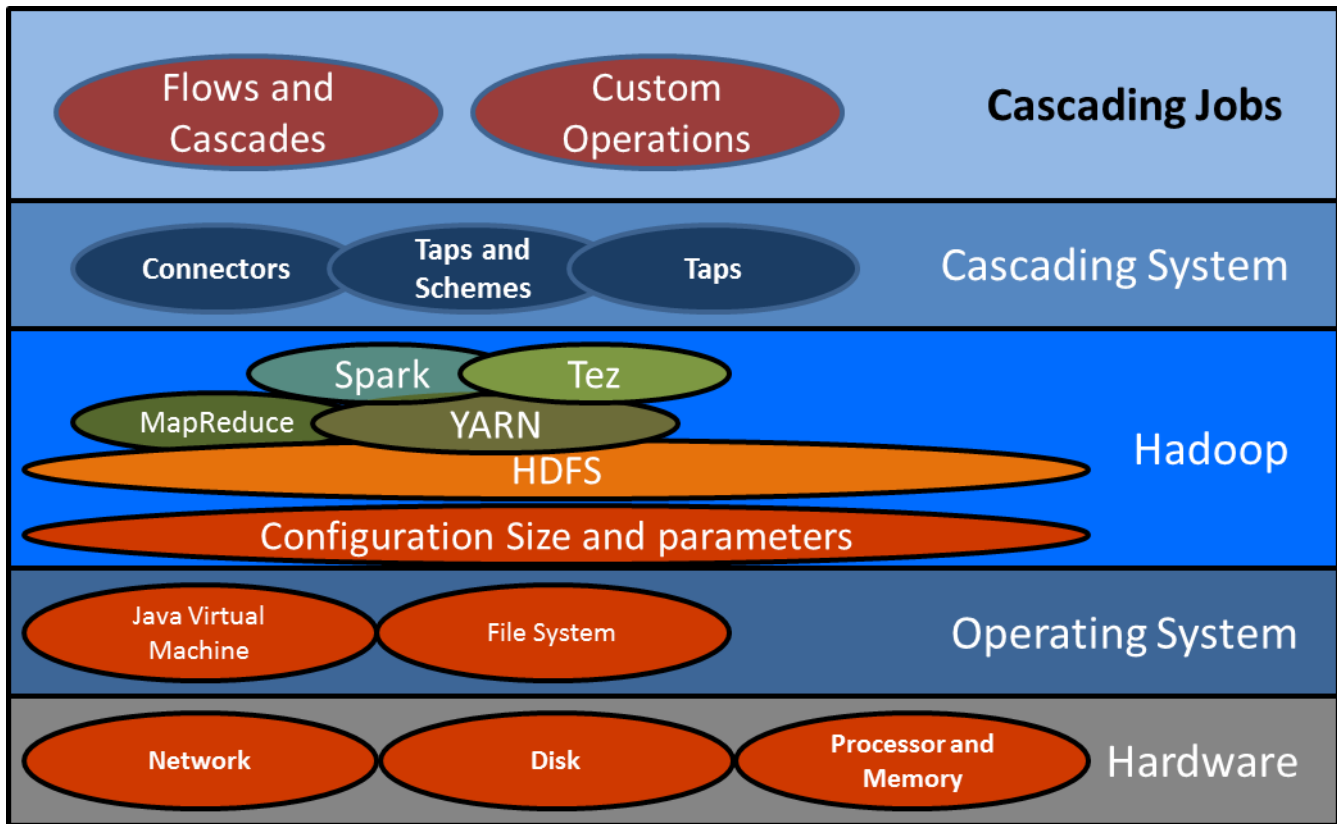 Flows and
Cascades
Custom
Operations
Cascading Jobs
Connectors
Taps and
Schemes
Taps
Cascading System
Spark
Tez
MapReduce
YARN
HDFS
Hadoop
Configuration Size and parameters
Java Virtual
Machine
File System
Operating System
Network
Disk
Processor and
Memory
Hardware